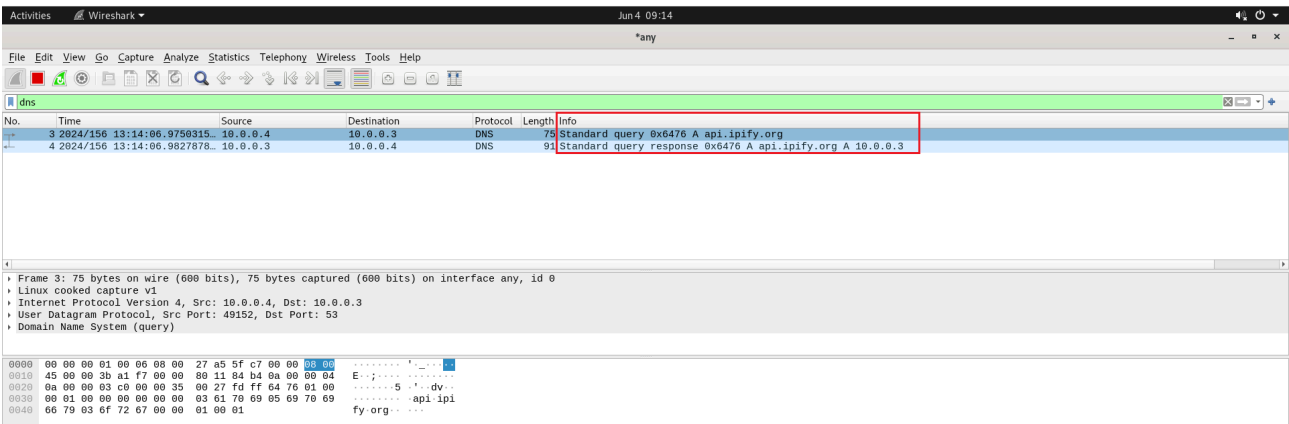 Activities Wireshark Jun 4 09:14
*any
File Edit View Go Capture Analyze Statistics Telephony Wireless Tools Help
dns
No. Time Source Destination Protocol Length Info
3 2024/156 13:14:06.9750315… 10.0.0.4 10.0.0.3 DNS 75 Standard query 0x6476 A api.ipify.org
4 2024/156 13:14:06.9827878… 10.0.0.3 10.0.0.4 DNS 91 Standard query response 0x6476 A api.ipify.org A 10.0.0.3
Frame 3: 75 bytes on wire (600 bits), 75 bytes captured (600 bits) on interface any, id 0
Linux cooked capture v1
Internet Protocol Version 4, Src: 10.0.0.4, Dst: 10.0.0.3
User Datagram Protocol, Src Port: 49152, Dst Port: 53
Domain Name System (query)
0000 00 00 00 01 00 06 08 00 27 a5 5f c7 00 00 08 00 ········ '·_·····
0010 45 00 00 3b a1 f7 00 00 80 11 84 b4 0a 00 00 04 E··;···· ········
0020 0a 00 00 03 c0 00 00 35 00 27 fd ff 64 76 01 00 ·······5 ·'··dv··
0030 00 01 00 00 00 00 00 00 03 61 70 69 05 69 70 69 ········ ·api·ipi
0040 66 79 03 6f 72 67 00 00 01 00 01 fy·org·· ···